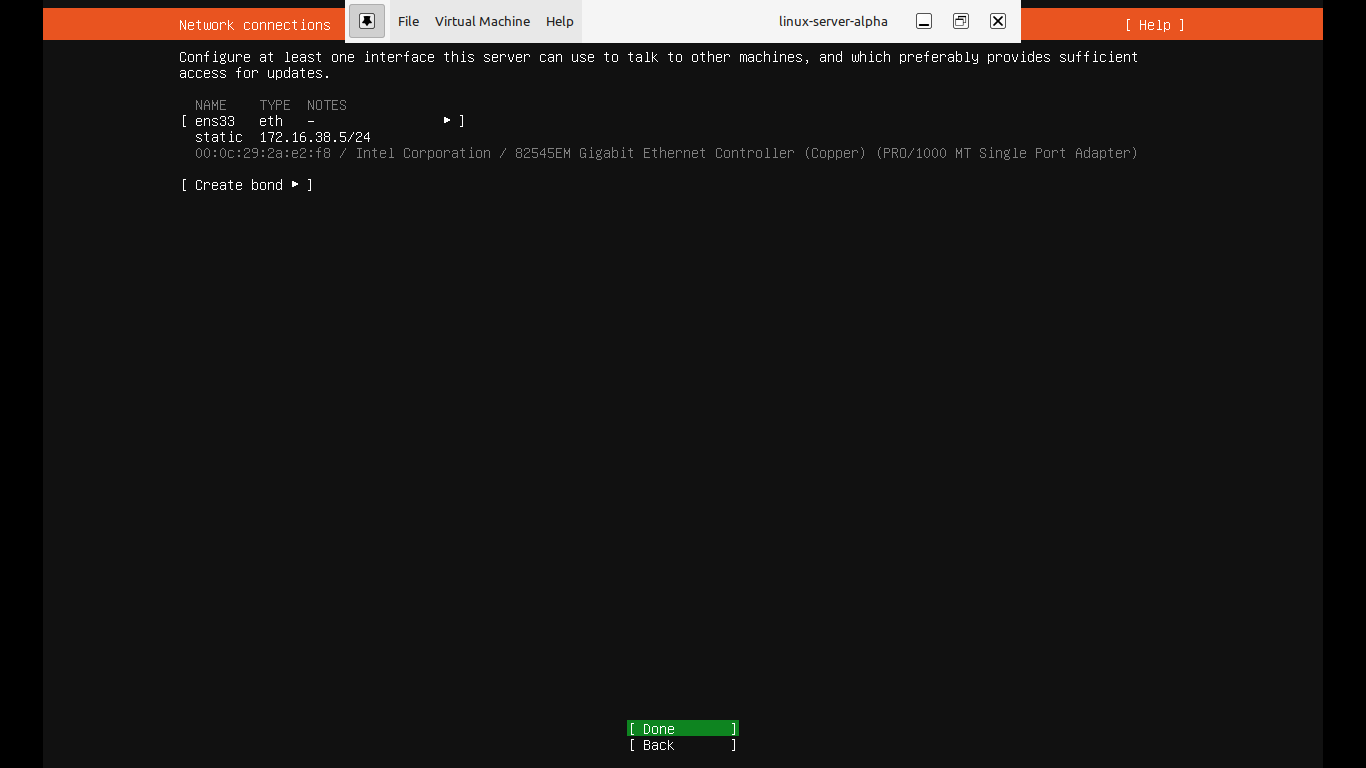 Network connections
File Virtual Machine Help linux-server-alpha
[ Help ]
Configure at least one interface this server can use to talk to other machines, and which preferably provides sufficient
access for updates.
NAME TYPE NOTES
[ ens33 eth – ▸ ]
static 172.16.38.5/24
00:0c:29:2a:e2:f8 / Intel Corporation / 82545EM Gigabit Ethernet Controller (Copper) (PRO/1000 MT Single Port Adapter)
[ Create bond ▸ ]
[ Done ]
[ Back ]